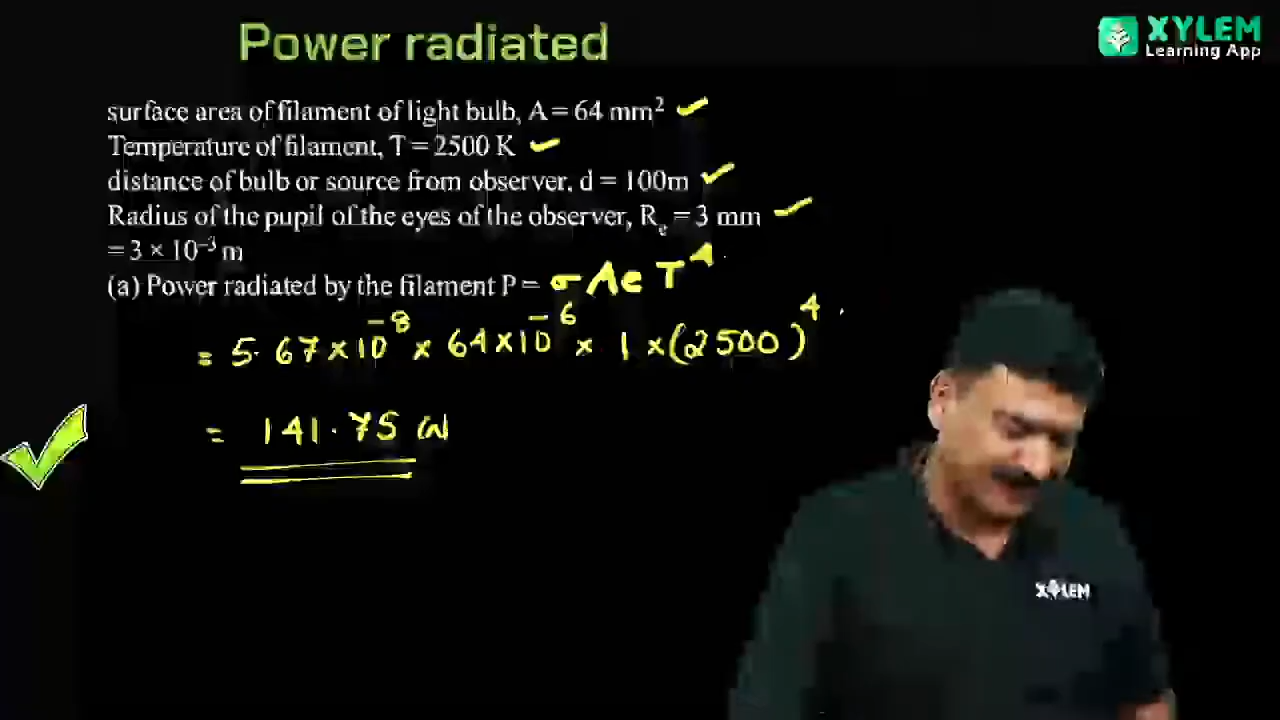 Power radiated
XYLEM
Learning App
surface area of filament of light bulb, A = 64 mm²
Temperature of filament, T = 2500 K
distance of bulb or source from observer, d = 100m
Radius of the pupil of the eyes of the observer, Rₑ = 3 mm
= 3 × 10⁻³ m
(a) Power radiated by the filament P = σ A e T⁴
= 5.67 × 10⁻⁸ × 64 × 10⁻⁶ × 1 × (2500)⁴
= 141.75 W
XYLEM